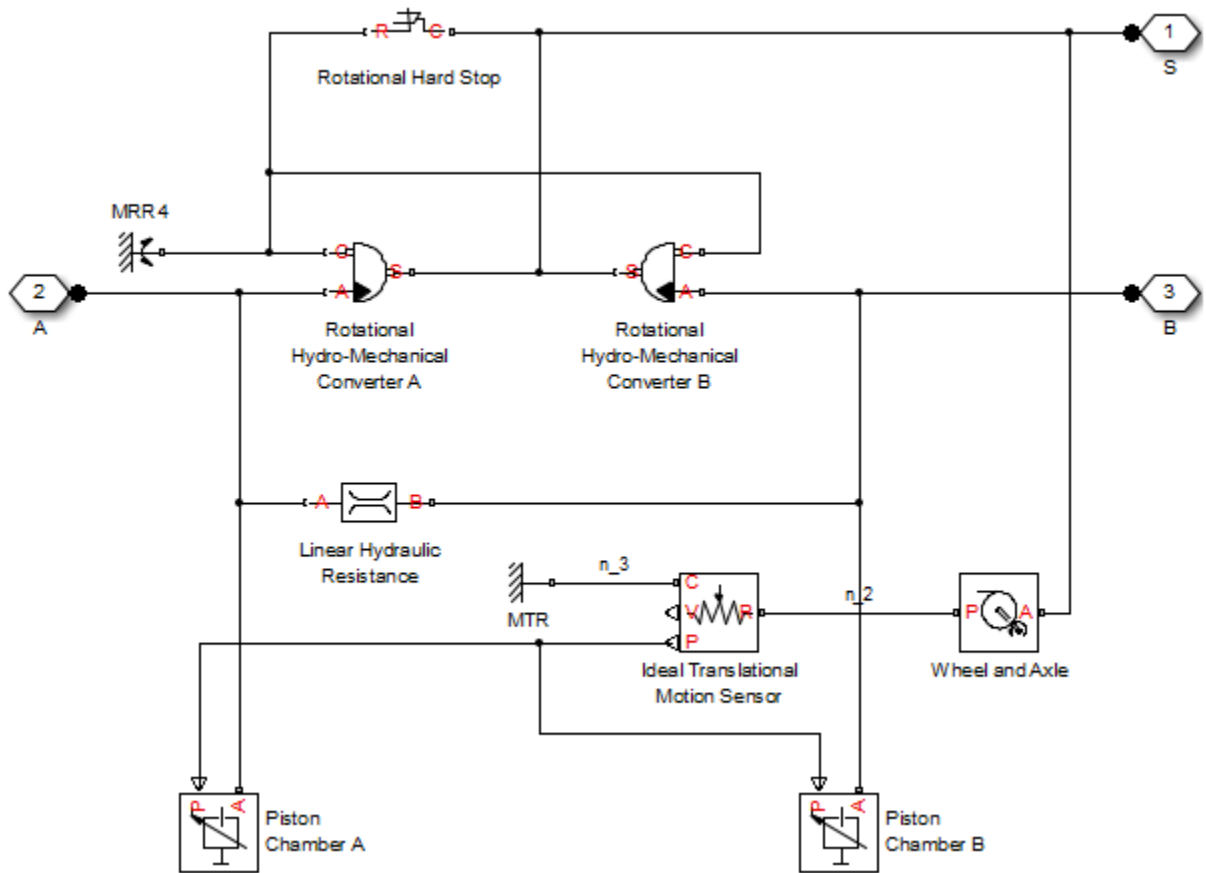 R C
1
Rotational Hard Stop
S
MRR4
C
C
S
S
2
A
A
3
A
B
Rotational
Hydro-Mechanical
Converter A
Rotational
Hydro-Mechanical
Converter B
A
B
Linear Hydraulic
Resistance
n_3
C
n_2
V
R
P
A
MTR
P
Ideal Translational
Motion Sensor
Wheel and Axle
P
A
Piston
Chamber A
P
A
Piston
Chamber B